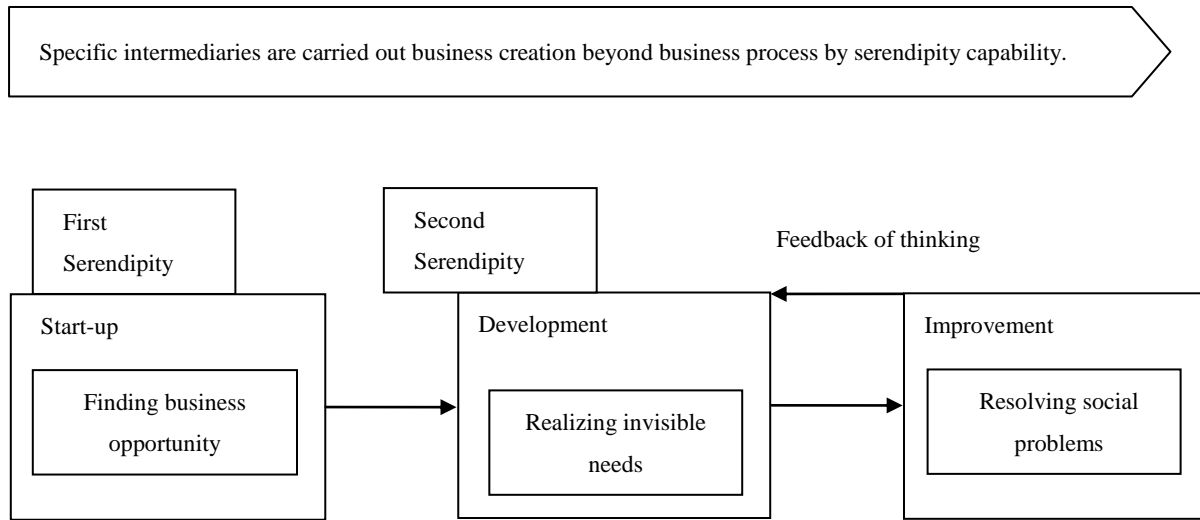 Specific intermediaries are carried out business creation beyond business process by serendipity capability.
First
Serendipity
Second
Serendipity
Feedback of thinking
Start-up
Finding business
opportunity
Development
Realizing invisible
needs
Improvement
Resolving social
problems